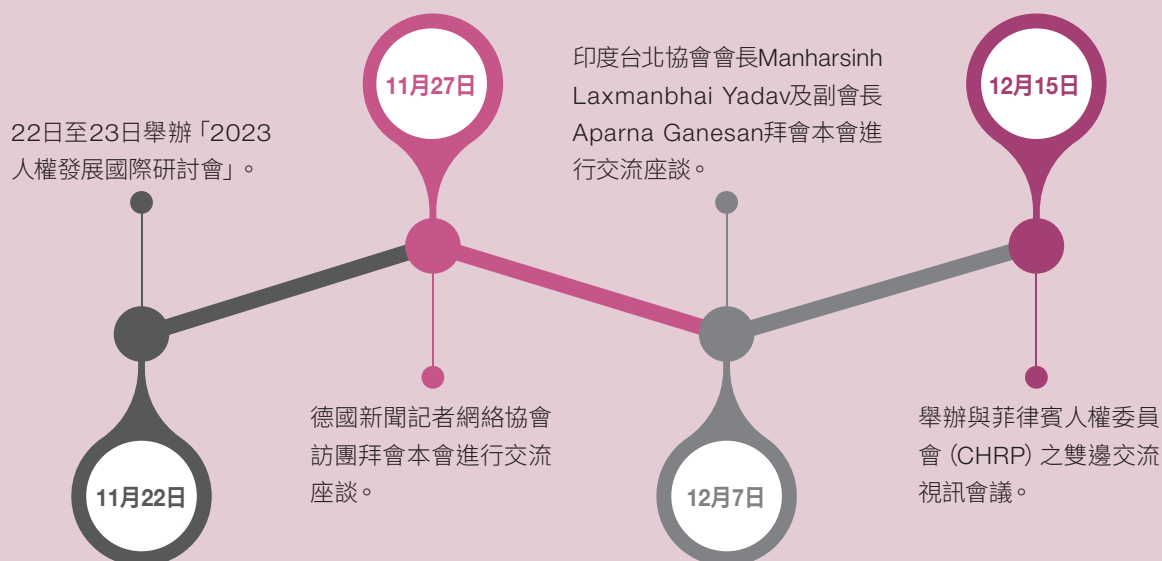 11月22日
22日至23日舉辦「2023
人權發展國際研討會」。
11月27日
德國新聞記者網絡協會
訪團拜會本會進行交流
座談。
12月7日
印度台北協會會長Manharsinh
Laxmanbhai Yadav及副會長
Aparna Ganesan拜會本會進
行交流座談。
12月15日
舉辦與菲律賓人權委員
會（CHRP）之雙邊交流
視訊會議。